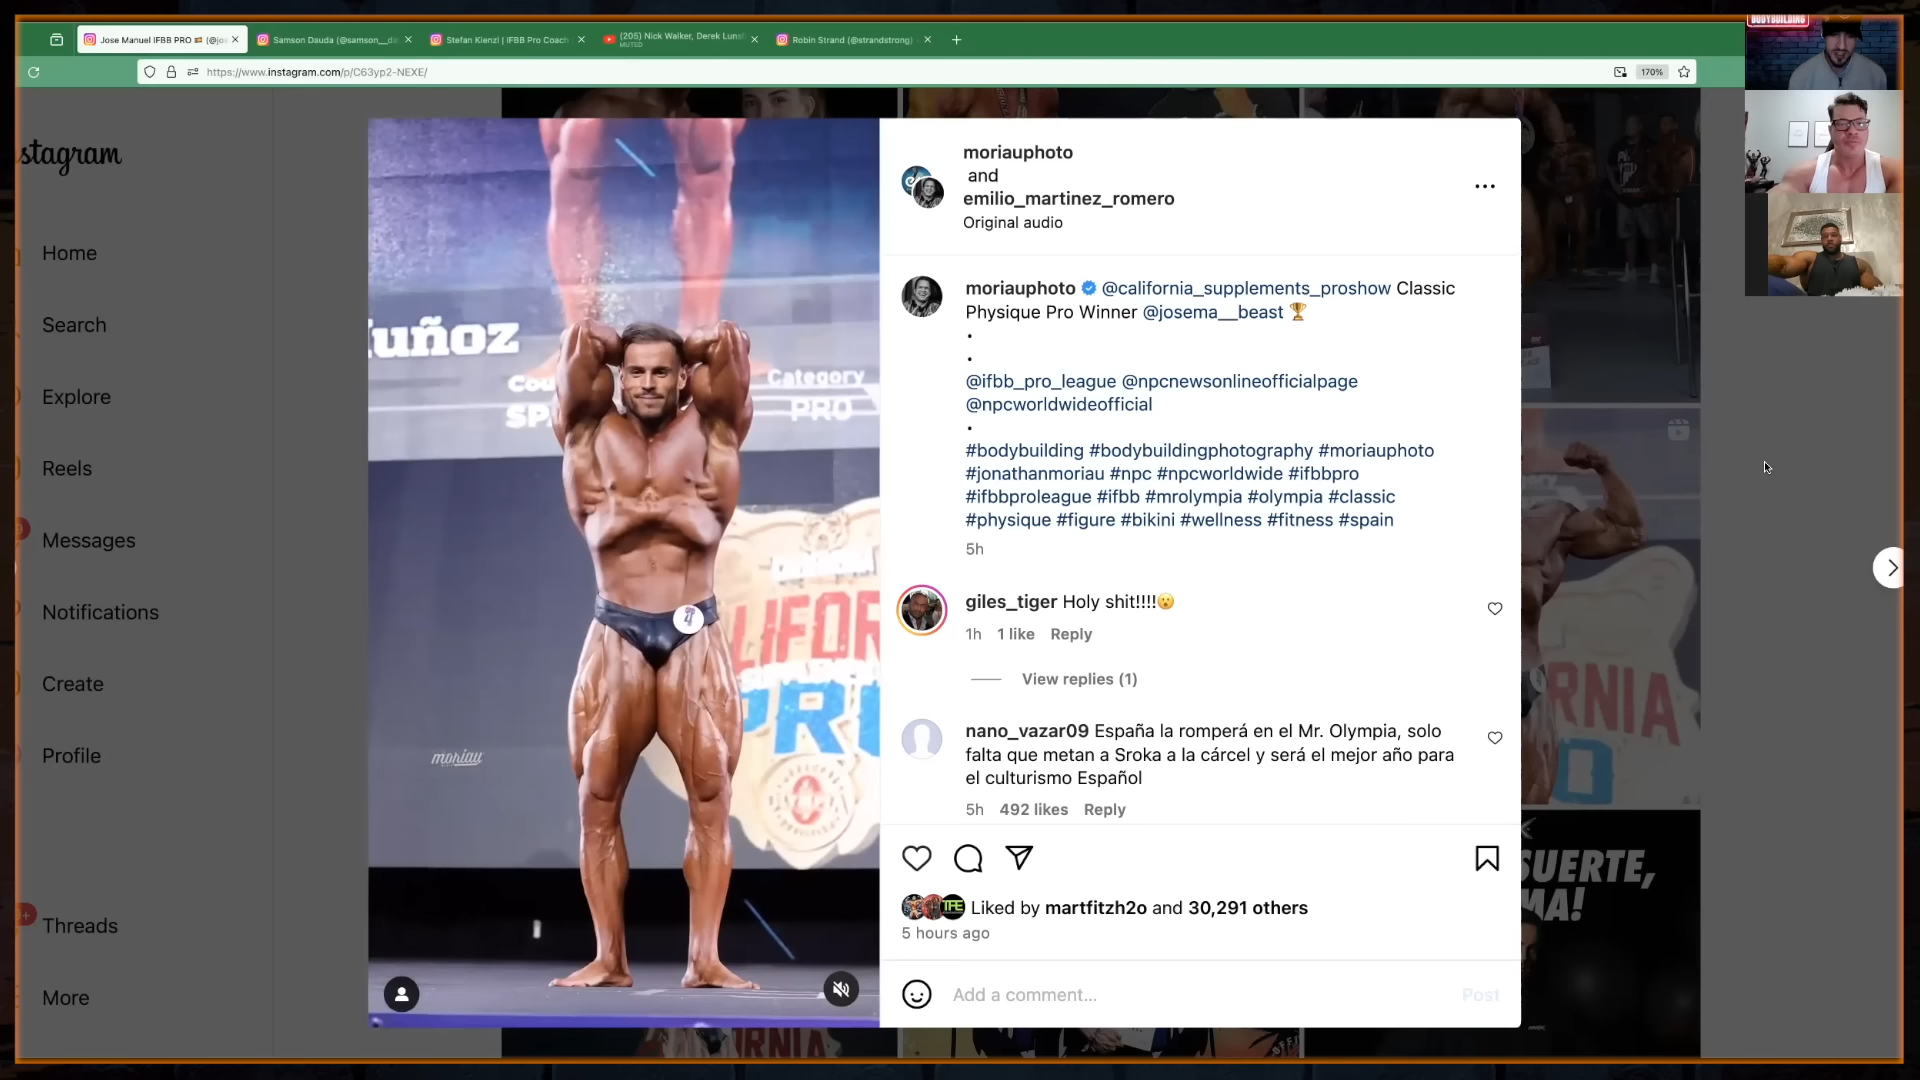 BODYBUILDING
Jose Manuel IFBB PRO
Samson Dauda (@samson__da
Stefan Kienzl | IFBB Pro Coach
(205) Nick Walker, Derek Luns
MUTED
Robin Strand (@strandstrong)
https://www.instagram.com/p/C63yp2-NEXE/
170%
stagram
Home
Search
Explore
Reels
Messages
Notifications
Create
Profile
Threads
More
uñoz
Category
PRO
moriau
moriauphoto
and
emilio_martinez_romero
Original audio
moriauphoto @california_supplements_proshow Classic
Physique Pro Winner @josema__beast 🏆
•
•
@ifbb_pro_league @npcnewsonlineofficialpage
@npcworldwideofficial
•
#bodybuilding #bodybuildingphotography #moriauphoto
#jonathanmoriau #npc #npcworldwide #ifbbpro
#ifbbproleague #ifbb #mrolympia #olympia #classic
#physique #figure #bikini #wellness #fitness #spain
5h
giles_tiger Holy shit!!!!😮
1h 1 like Reply
View replies (1)
nano_vazar09 España la romperá en el Mr. Olympia, solo
falta que metan a Sroka a la cárcel y será el mejor año para
el culturismo Español
5h 492 likes Reply
Liked by martfitzh2o and 30,291 others
5 hours ago
Add a comment...
Post
SUERTE,
MA!